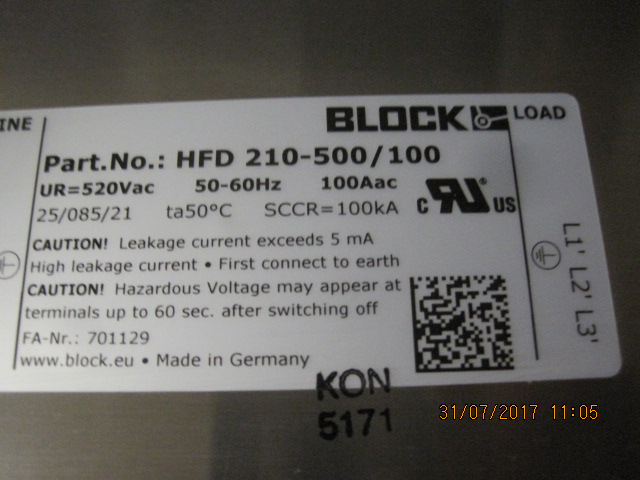 INE
BLOCK
LOAD
Part.No.: HFD 210-500/100
UR=520Vac 50-60Hz 100Aac
25/085/21 ta50°C SCCR=100kA
C RU® US
CAUTION! Leakage current exceeds 5 mA
High leakage current • First connect to earth
CAUTION! Hazardous Voltage may appear at
terminals up to 60 sec. after switching off
FA-Nr.: 701129
www.block.eu • Made in Germany
L1' L2' L3'
KON
5171
31/07/2017 11:05